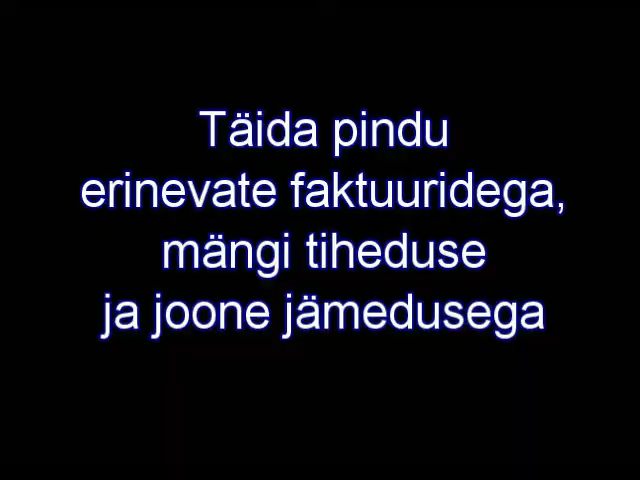 Täida pindu
erinevate faktuuridega,
mängi tiheduse
ja joone jämedusega